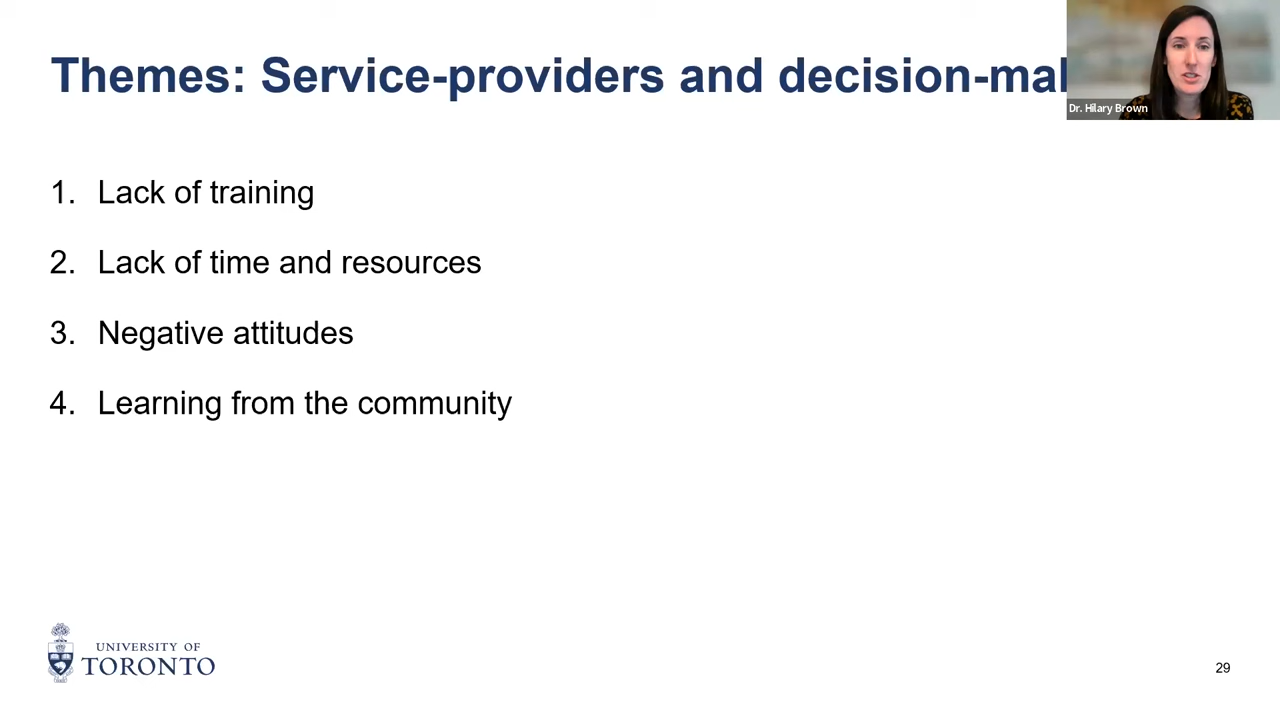 Themes: Service-providers and decision-mak
Dr. Hilary Brown
1. Lack of training
2. Lack of time and resources
3. Negative attitudes
4. Learning from the community
UNIVERSITY OF
TORONTO
29